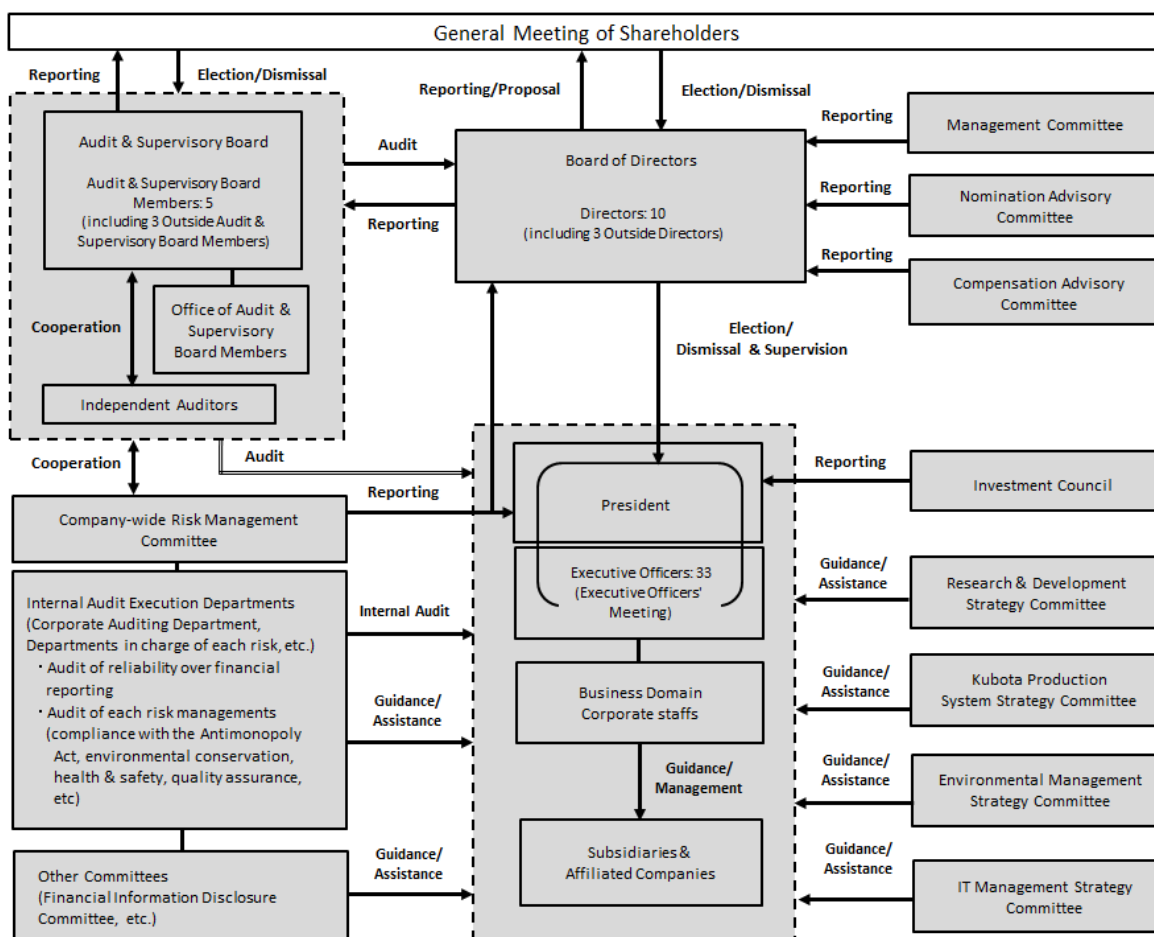 General Meeting of Shareholders
Reporting
Election/Dismissal
Reporting/Proposal
Election/Dismissal
Audit & Supervisory Board
Audit & Supervisory Board
Members: 5
(including 3 Outside Audit &
Supervisory Board Members)
Office of Audit &
Supervisory
Board Members
Cooperation
Independent Auditors
Audit
Reporting
Board of Directors
Directors: 10
(including 3 Outside Directors)
Reporting
Management Committee
Reporting
Nomination Advisory
Committee
Reporting
Compensation Advisory
Committee
Election/
Dismissal & Supervision
Cooperation
Audit
Company-wide Risk Management
Committee
Reporting
President
Executive Officers: 33
(Executive Officers'
Meeting)
Reporting
Investment Council
Internal Audit Execution Departments
(Corporate Auditing Department,
Departments in charge of each risk, etc.)
・Audit of reliability over financial
reporting
・Audit of each risk managements
(compliance with the Antimonopoly
Act, environmental conservation,
health & safety, quality assurance,
etc)
Internal Audit
Guidance/
Assistance
Business Domain
Corporate staffs
Guidance/
Management
Subsidiaries &
Affiliated Companies
Guidance/
Assistance
Research & Development
Strategy Committee
Guidance/
Assistance
Kubota Production
System Strategy Committee
Guidance/
Assistance
Environmental Management
Strategy Committee
Guidance/
Assistance
IT Management Strategy
Committee
Other Committees
(Financial Information Disclosure
Committee, etc.)
Guidance/
Assistance